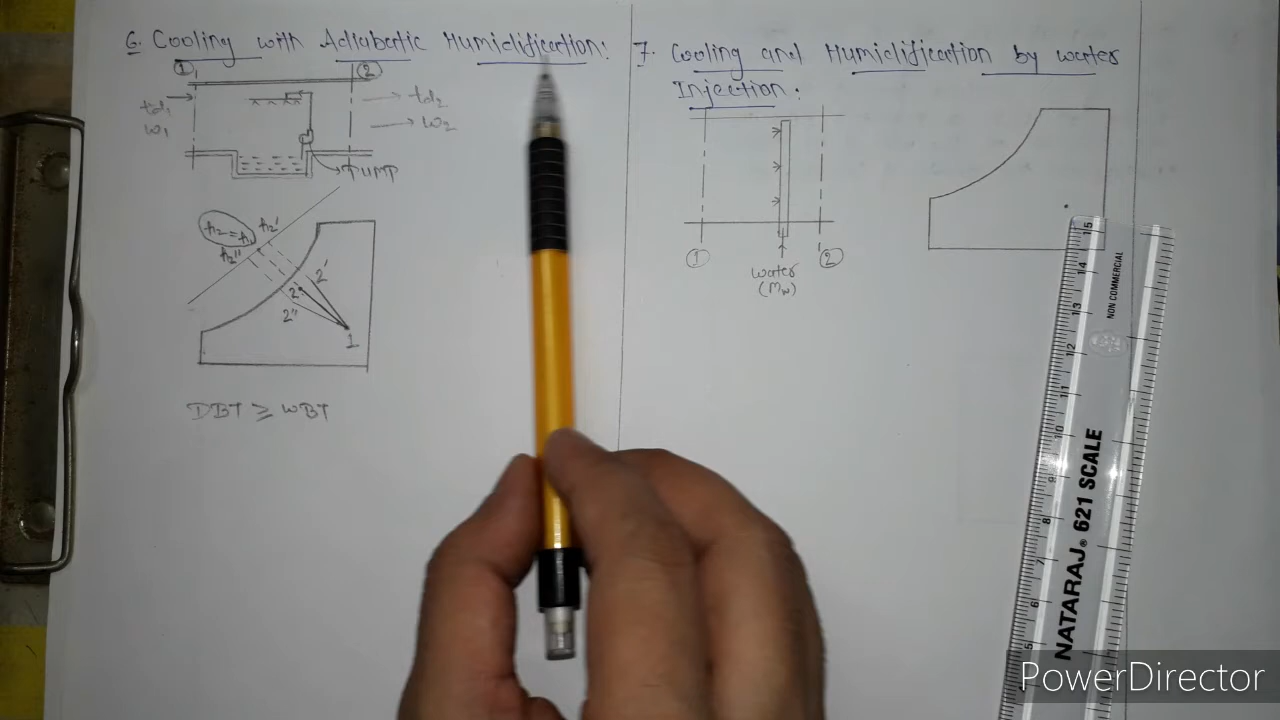 6. Cooling with Adiabatic Humidification:
① ②
td1 td2
W1 W2
PUMP
h2 = h1 h2'
h2''
2'
2
2''
1
DBT ≥ WBT
7. Cooling and Humidification by water
Injection:
① water ②
(Mw)
15
14
13
12
11
10
9
8
7
6
5
NON COMMERCIAL
NATARAJ® 621 SCALE
PowerDirector